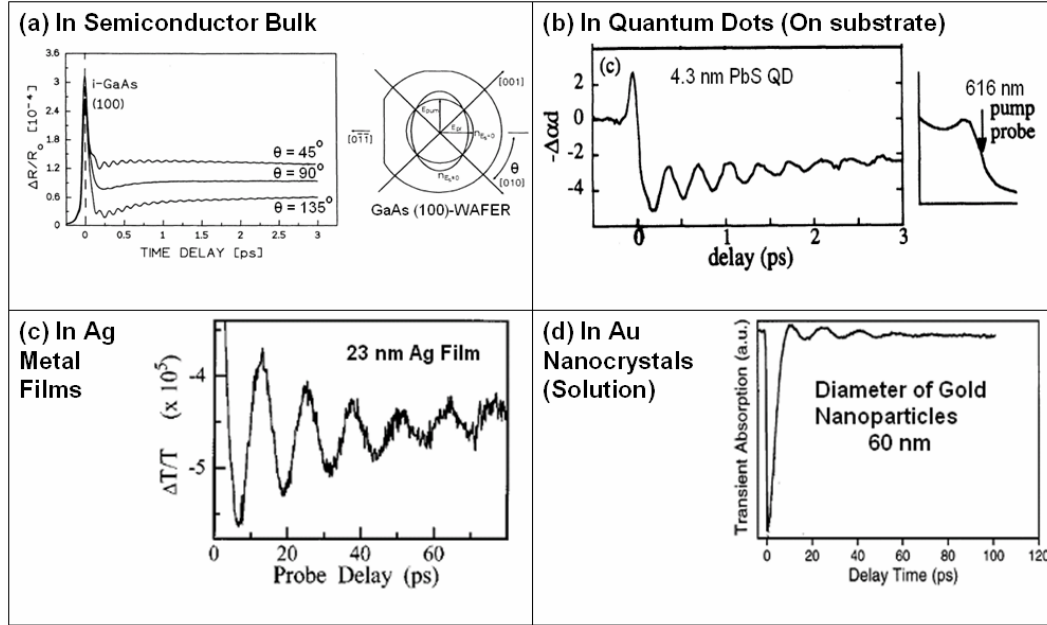 (a) In Semiconductor Bulk
3.6
3.0
2.4
1.8
1.2
0.6
0
ΔR/R₀ [10⁻⁴]
i-GaAs
(100)
θ = 45°
θ = 90°
θ = 135°
0 0.5 1.0 1.5 2.0 2.5 3.0
TIME DELAY [ps]
[001]
[01̄1̄]
θ
[010]
GaAs (100)-WAFER
(b) In Quantum Dots (On substrate)
(c)
4.3 nm PbS QD
616 nm
pump
probe
2
0
-2
-4
-Δαd
0 1 2 3
delay (ps)
(c) In Ag
Metal
Films
23 nm Ag Film
-4
-5
ΔT/T (x 10⁵)
0 20 40 60
Probe Delay (ps)
(d) In Au
Nanocrystals
(Solution)
Transient Absorption (a.u.)
Diameter of Gold
Nanoparticles
60 nm
0 20 40 60 80 100 120
Delay Time (ps)